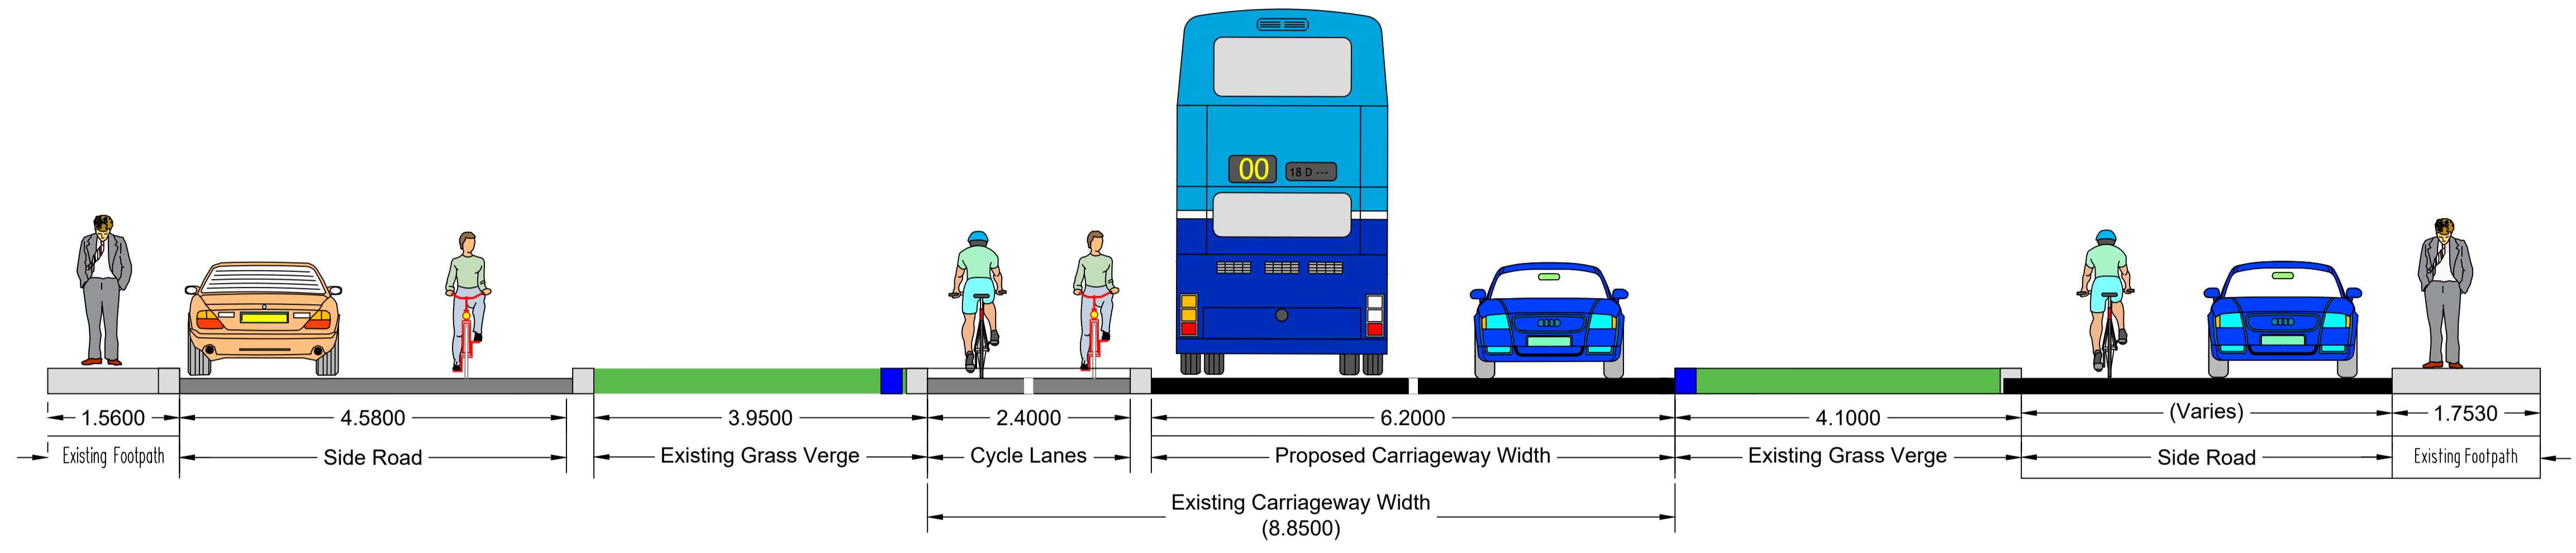 00
18 D ---
1.5600
4.5800
3.9500
2.4000
6.2000
4.1000
(Varies)
1.7530
Existing Footpath
Side Road
Existing Grass Verge
Cycle Lanes
Proposed Carriageway Width
Existing Grass Verge
Side Road
Existing Footpath
Existing Carriageway Width
(8.8500)